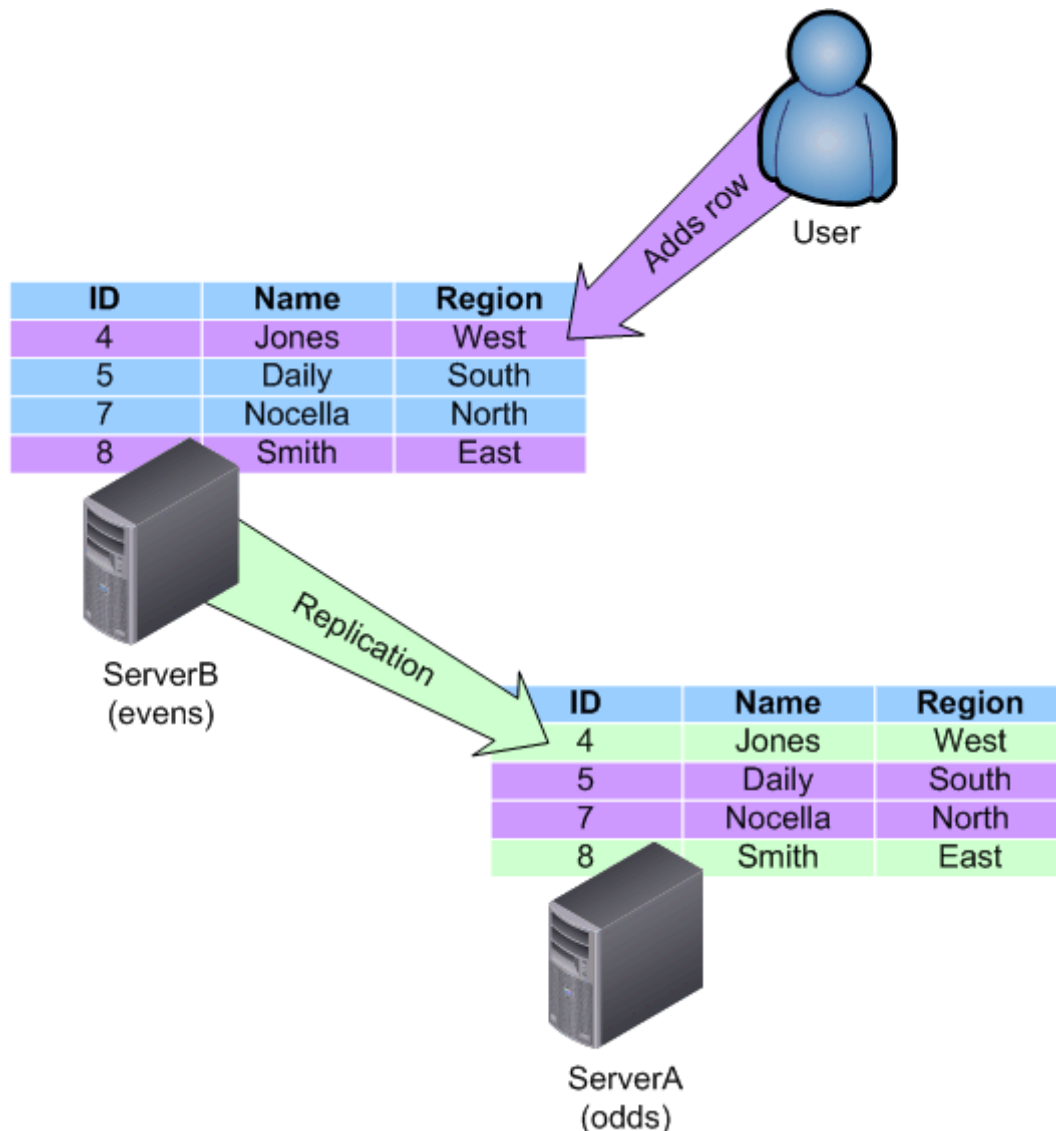 User
Adds row
ID Name Region
4 Jones West
5 Daily South
7 Nocella North
8 Smith East
ServerB
(evens)
Replication
ID Name Region
4 Jones West
5 Daily South
7 Nocella North
8 Smith East
ServerA
(odds)